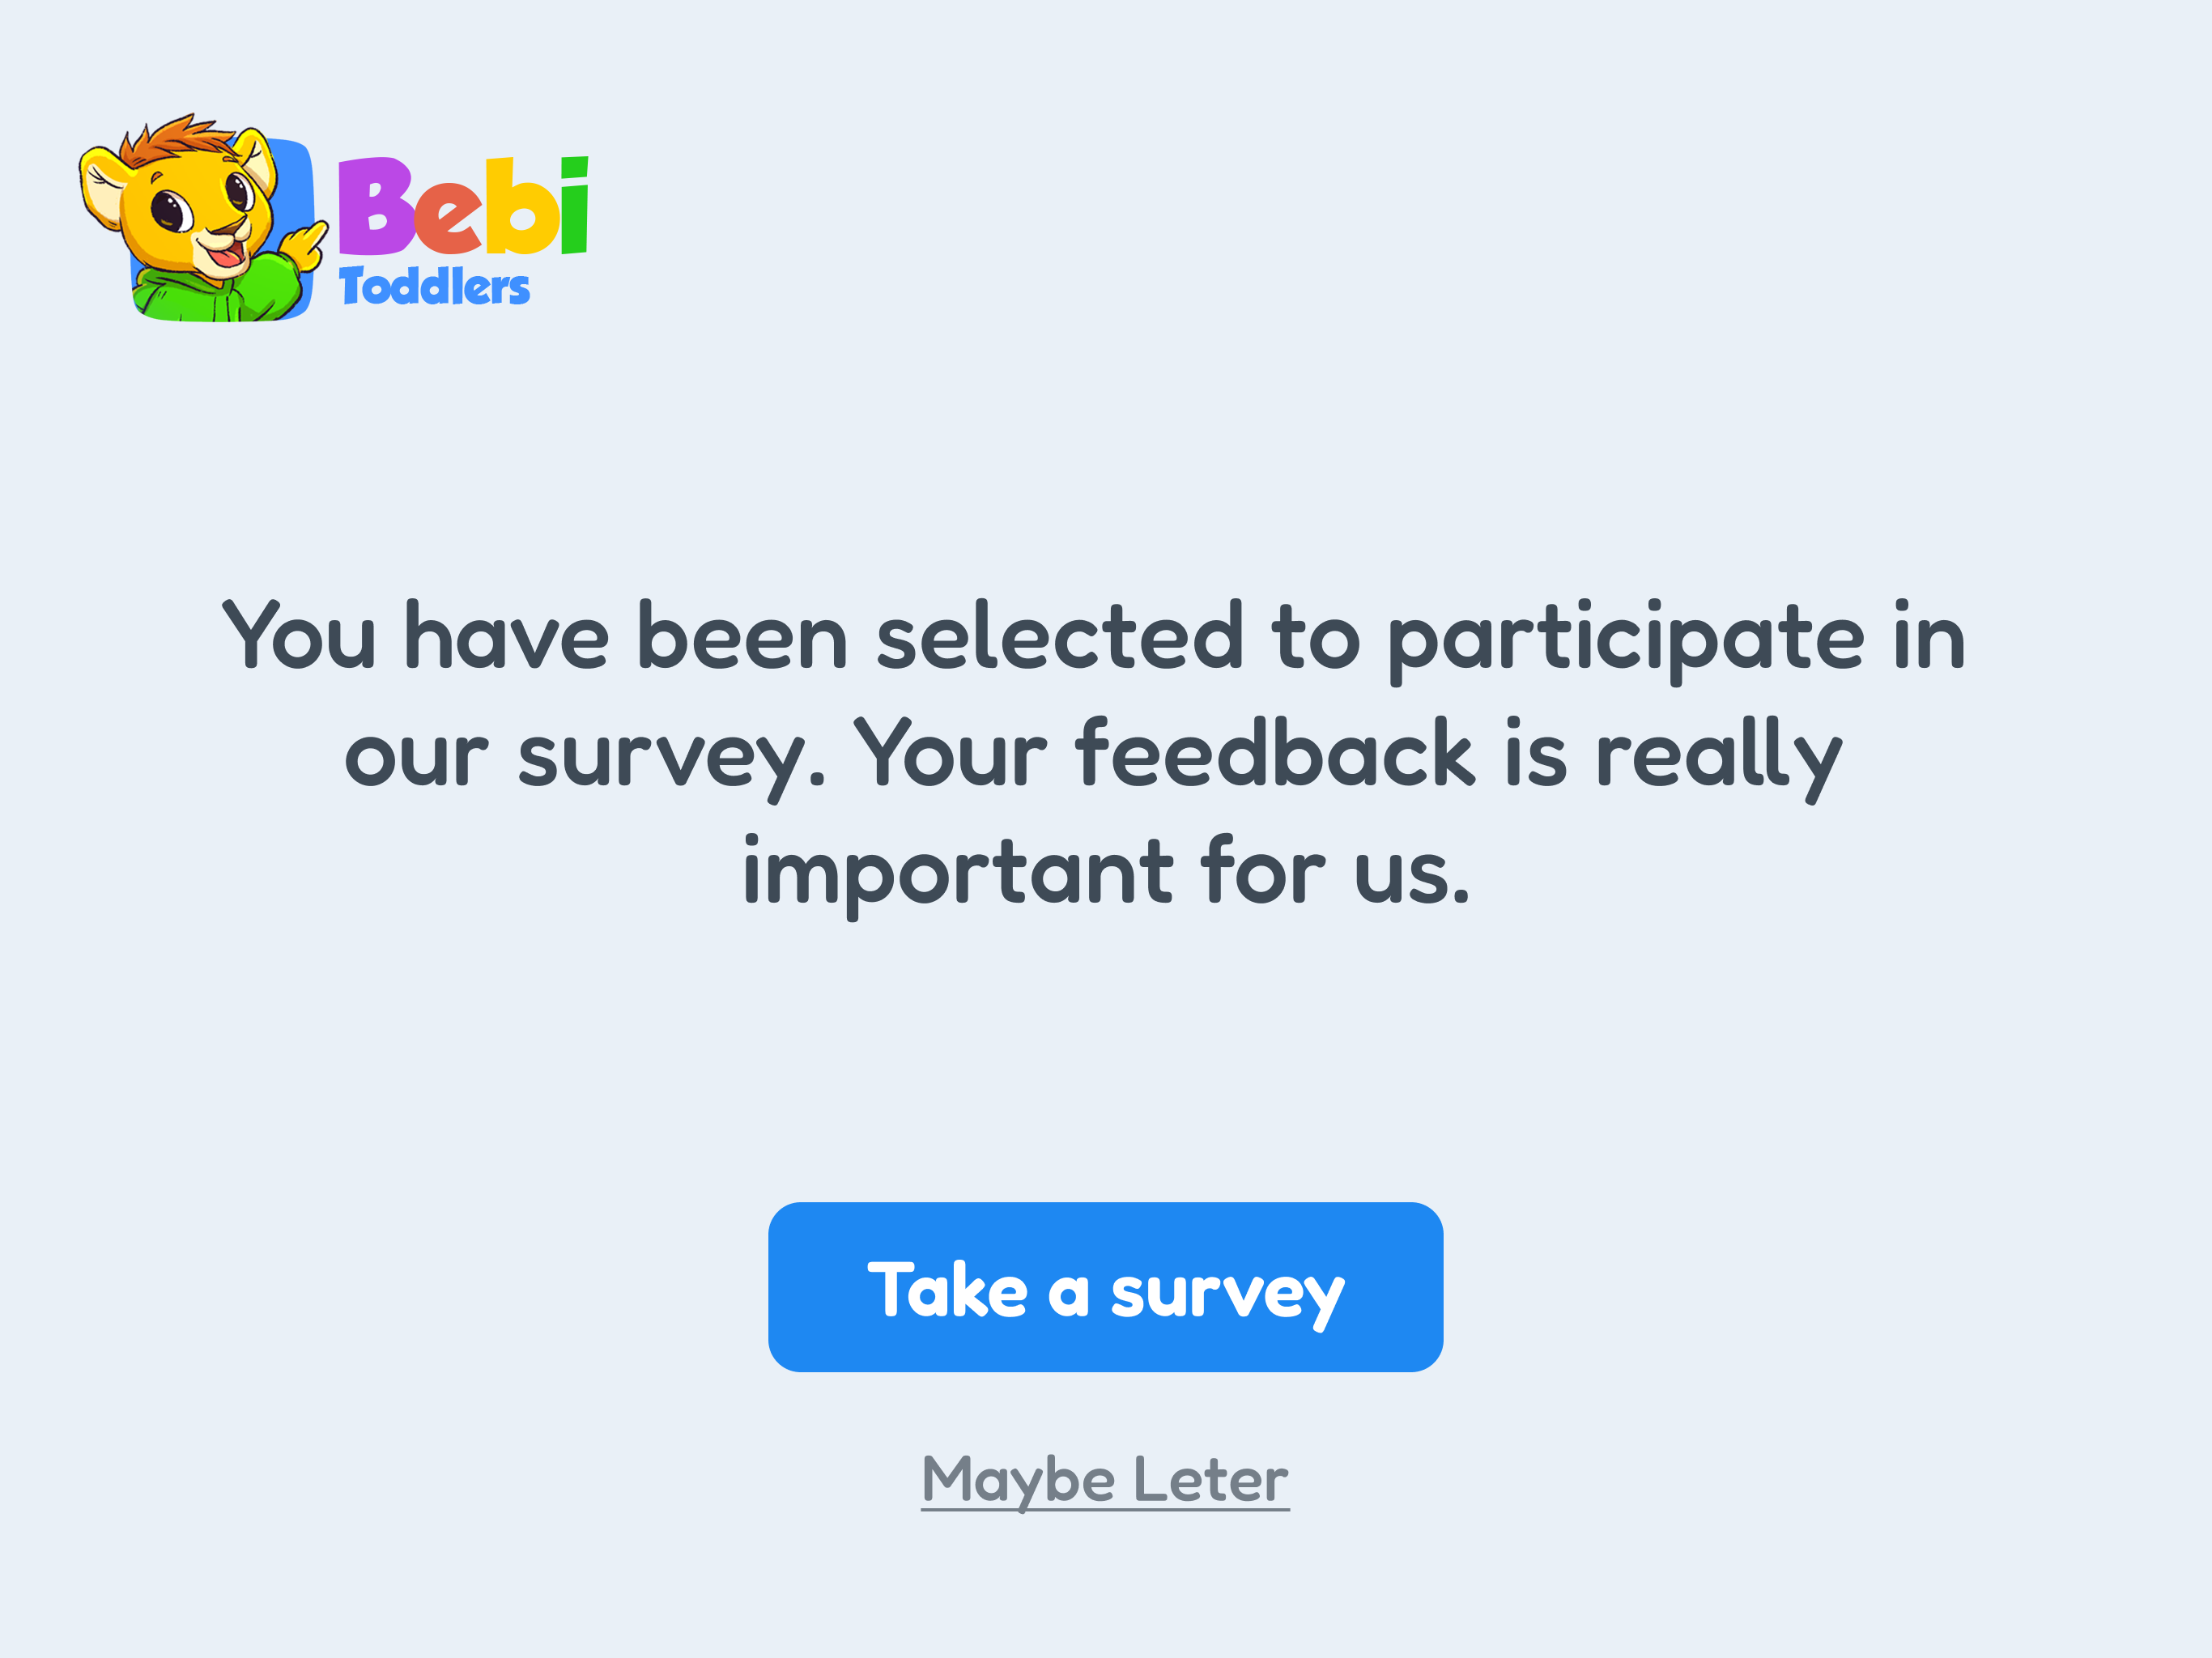 Bebi
Toddlers
You have been selected to participate in
our survey. Your feedback is really
important for us.
Take a survey
Maybe Leter